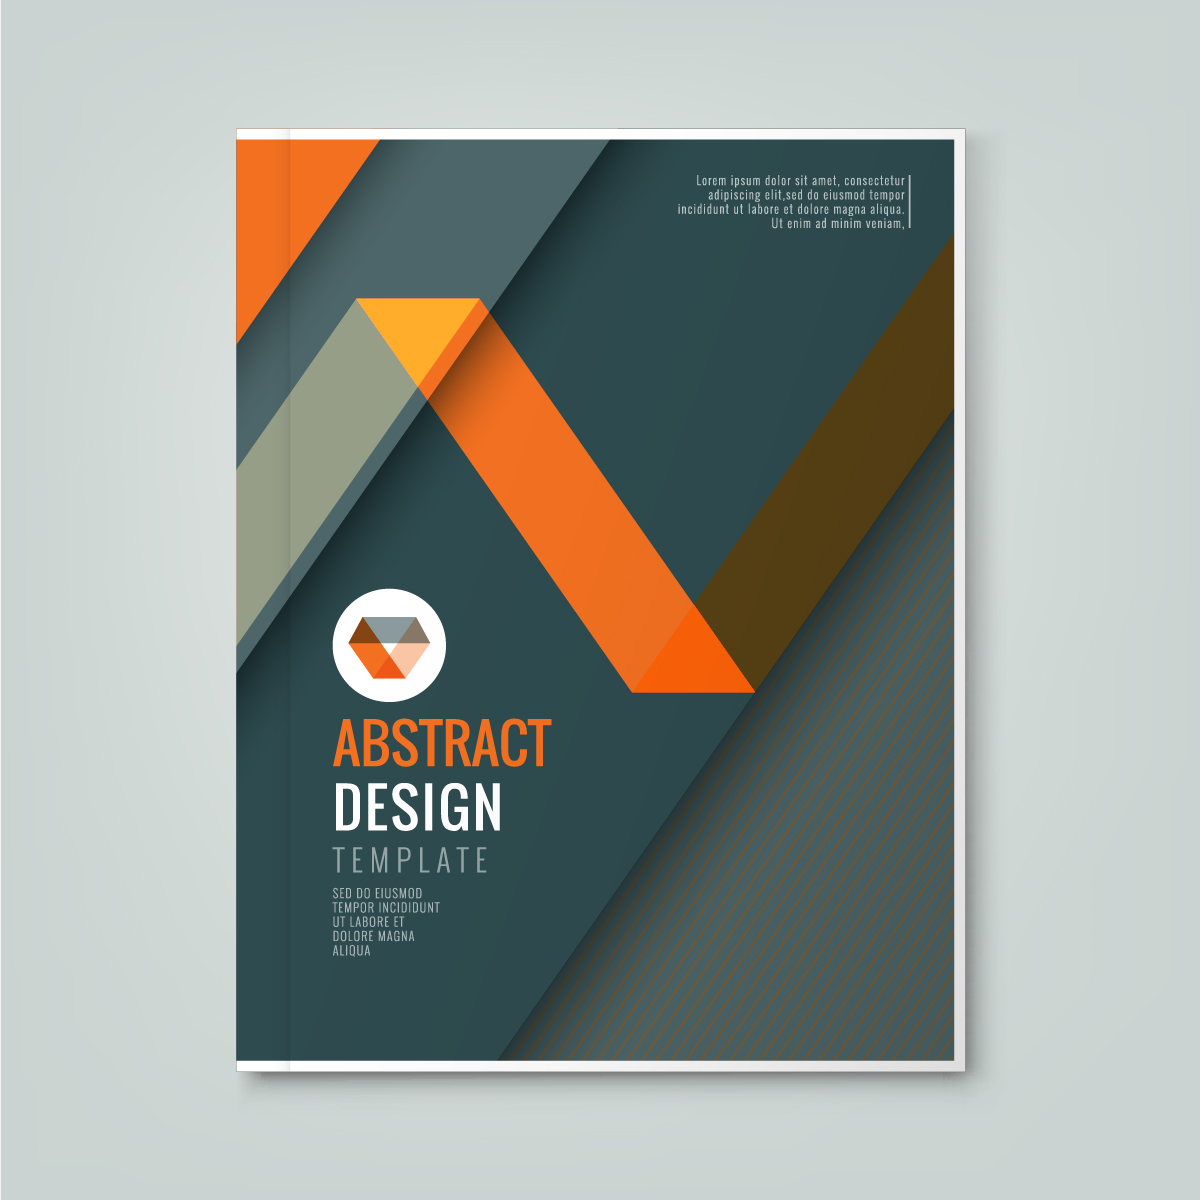 Lorem ipsum dolor sit amet, consectetur
adipiscing elit,sed do eiusmod tempor
incididunt ut labore et dolore magna aliqua.
Ut enim ad minim veniam,
ABSTRACT
DESIGN
TEMPLATE
SED DO EIUSMOD
TEMPOR INCIDIDUNT
UT LABORE ET
DOLORE MAGNA
ALIQUA